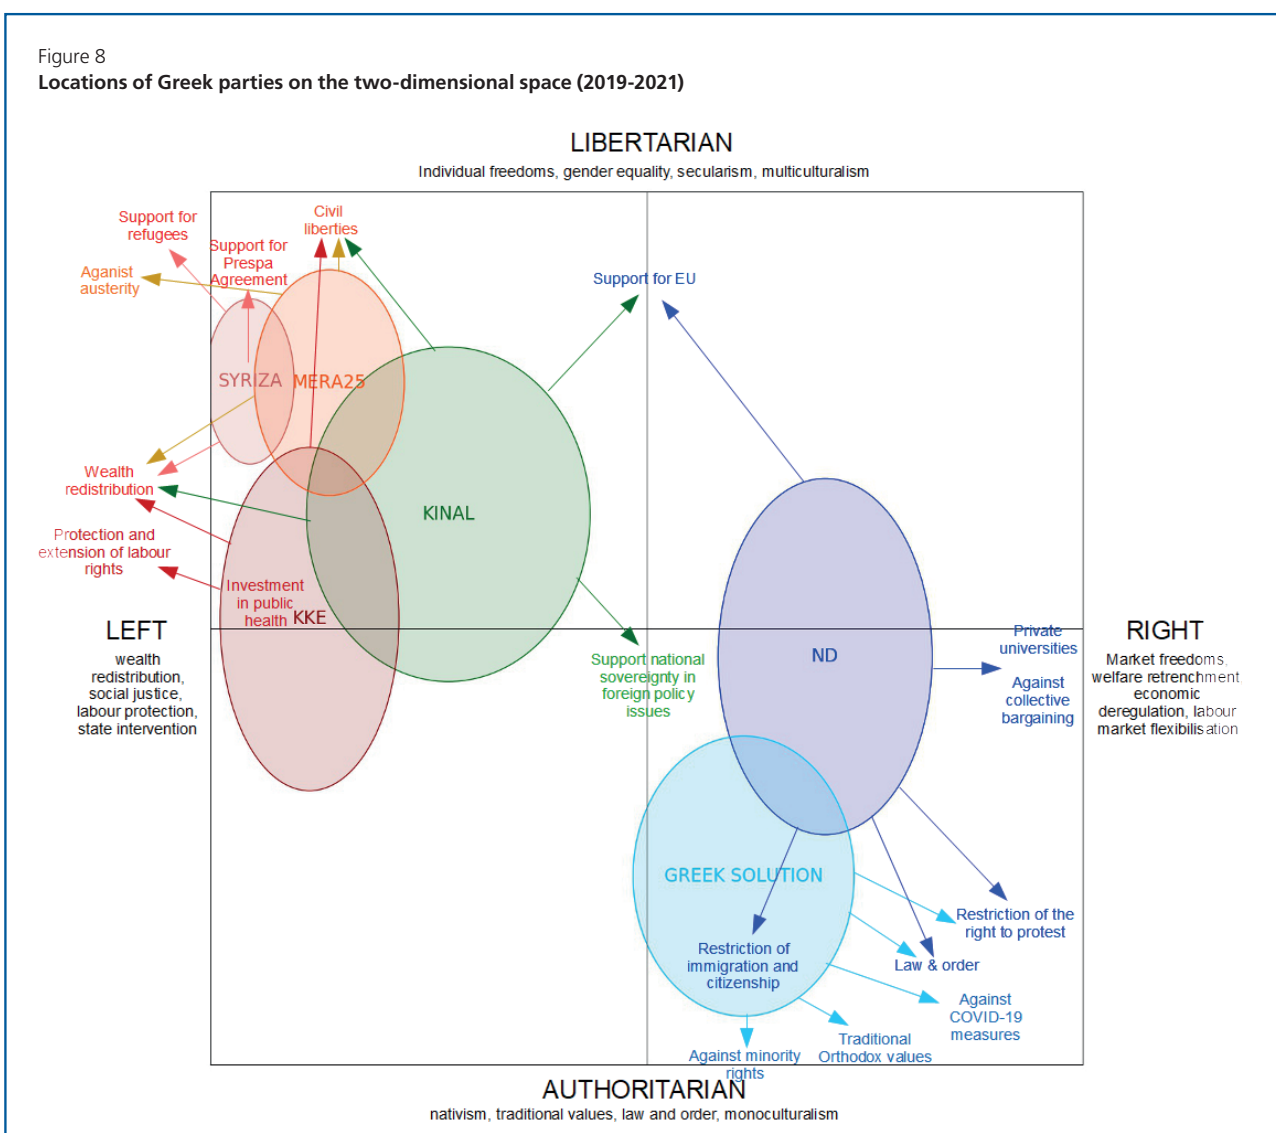 Figure 8
Locations of Greek parties on the two-dimensional space (2019-2021)
LIBERTARIAN
Individual freedoms, gender equality, secularism, multiculturalism
Support for
refugees
Civil
liberties
Support for
Prespa
Agreement
Aganist
austerity
Support for EU
SYRIZA
MERA25
Wealth
redistribution
KINAL
Protection and
extension of labour
rights
Investment
in public
health
KKE
LEFT
wealth
redistribution,
social justice,
labour protection,
state intervention
Support national
sovereignty in
foreign policy
issues
ND
Private
universities
Against
collective
bargaining
RIGHT
Market freedoms,
welfare retrenchment
economic
deregulation, labour
market flexibilisation
GREEK SOLUTION
Restriction of
immigration and
citizenship
Restriction of the
right to protest
Law & order
Against
COVID-19
measures
Traditional
Orthodox values
Against minority
rights
AUTHORITARIAN
nativism, traditional values, law and order, monoculturalism